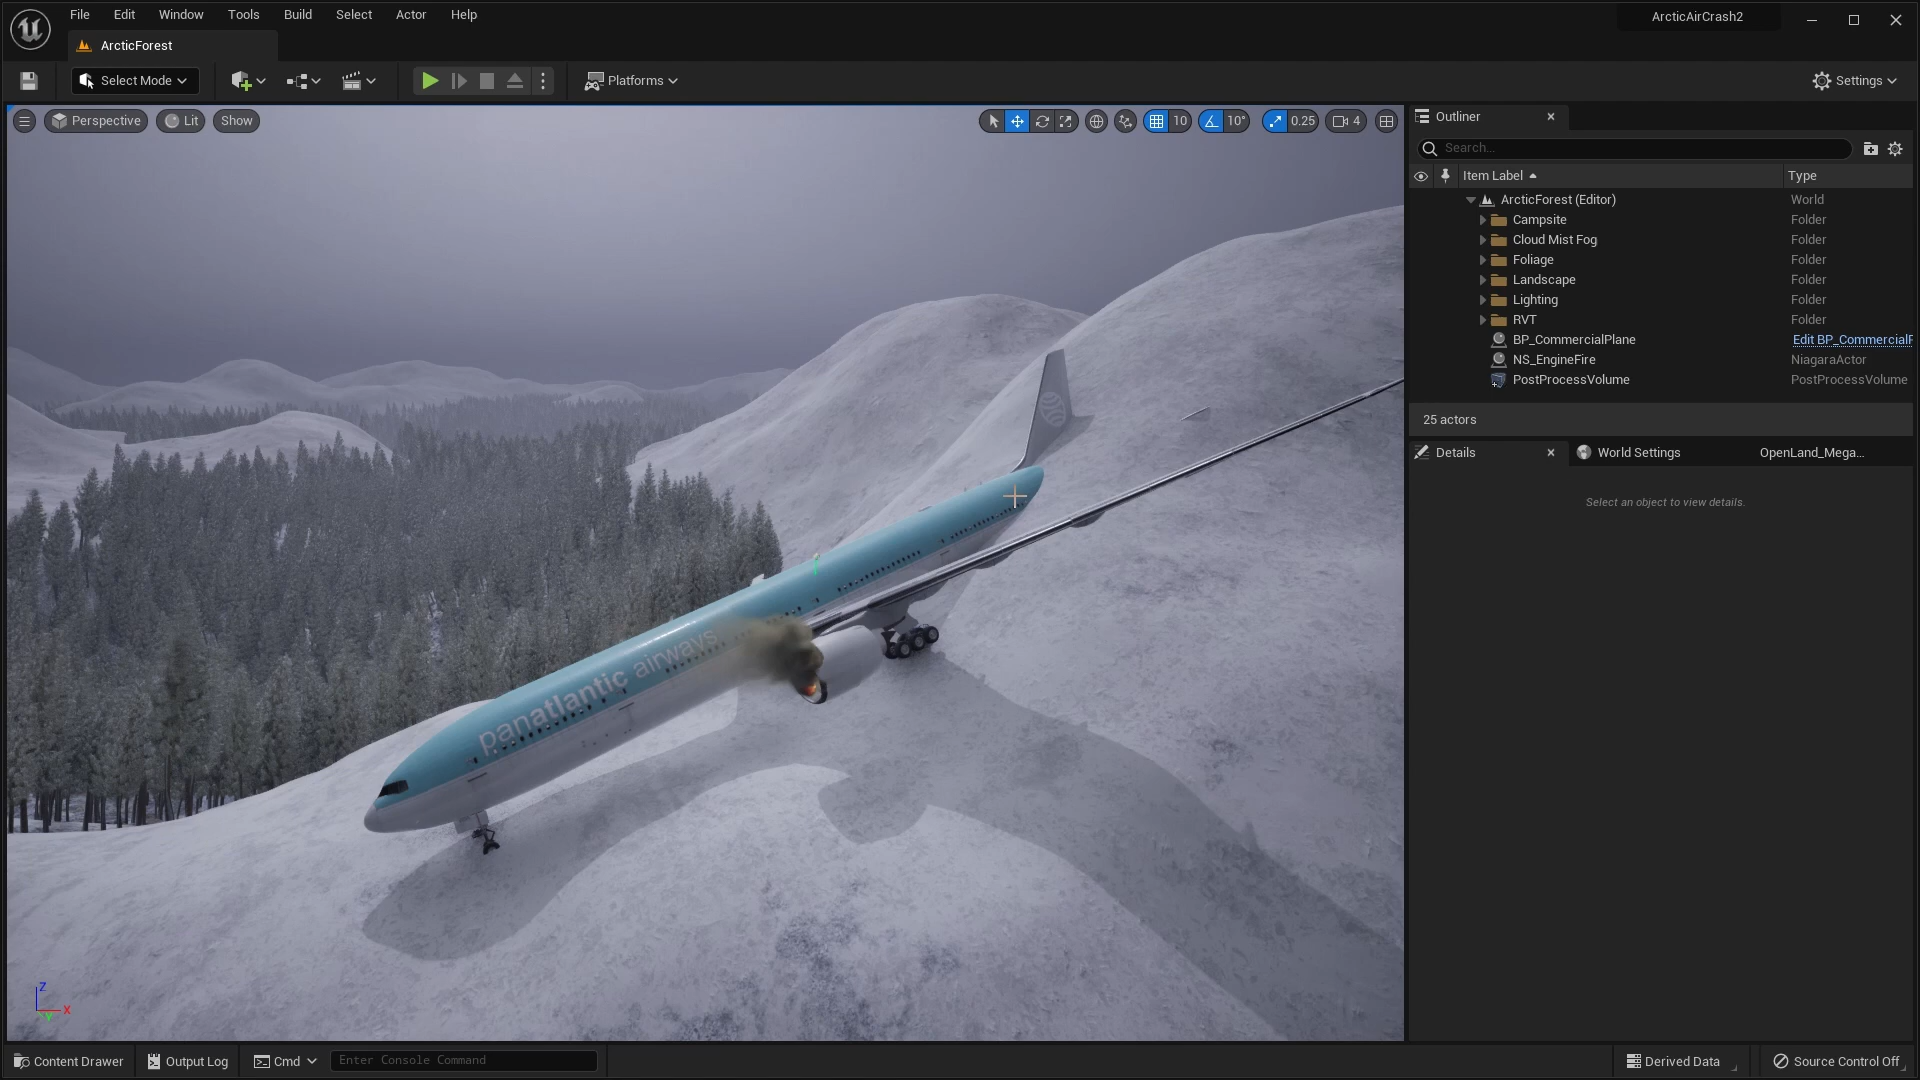 File Edit Window Tools Build Select Actor Help
ArcticAirCrash2
ArcticForest
Select Mode
Platforms
Settings
Perspective
Lit
Show
10
10°
0.25
4
Outliner
Search...
Item Label
Type
ArcticForest (Editor) World
Campsite Folder
Cloud Mist Fog Folder
Foliage Folder
Landscape Folder
Lighting Folder
RVT Folder
BP_CommercialPlane Edit BP_Commercial
NS_EngineFire NiagaraActor
PostProcessVolume PostProcessVolume
25 actors
Details
World Settings
OpenLand_Mega...
Select an object to view details.
panatlantic airways
Z
X
Y
Content Drawer
Output Log
Cmd
Enter Console Command
Derived Data
Source Control Off